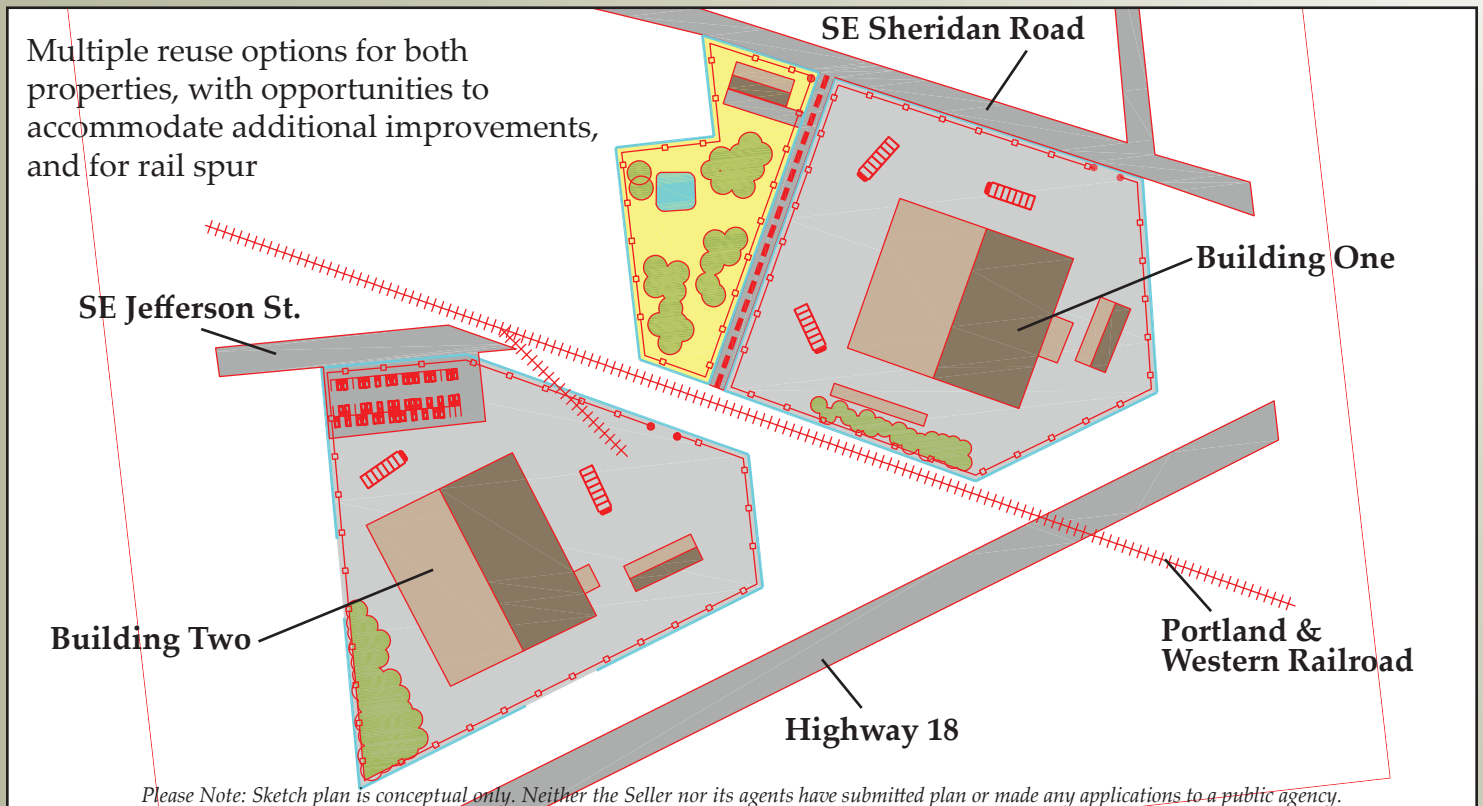 Multiple reuse options for both
properties, with opportunities to
accommodate additional improvements,
and for rail spur
SE Sheridan Road
Building One
SE Jefferson St.
Building Two
Portland &
Western Railroad
Highway 18
Please Note: Sketch plan is conceptual only. Neither the Seller nor its agents have submitted plan or made any applications to a public agency.